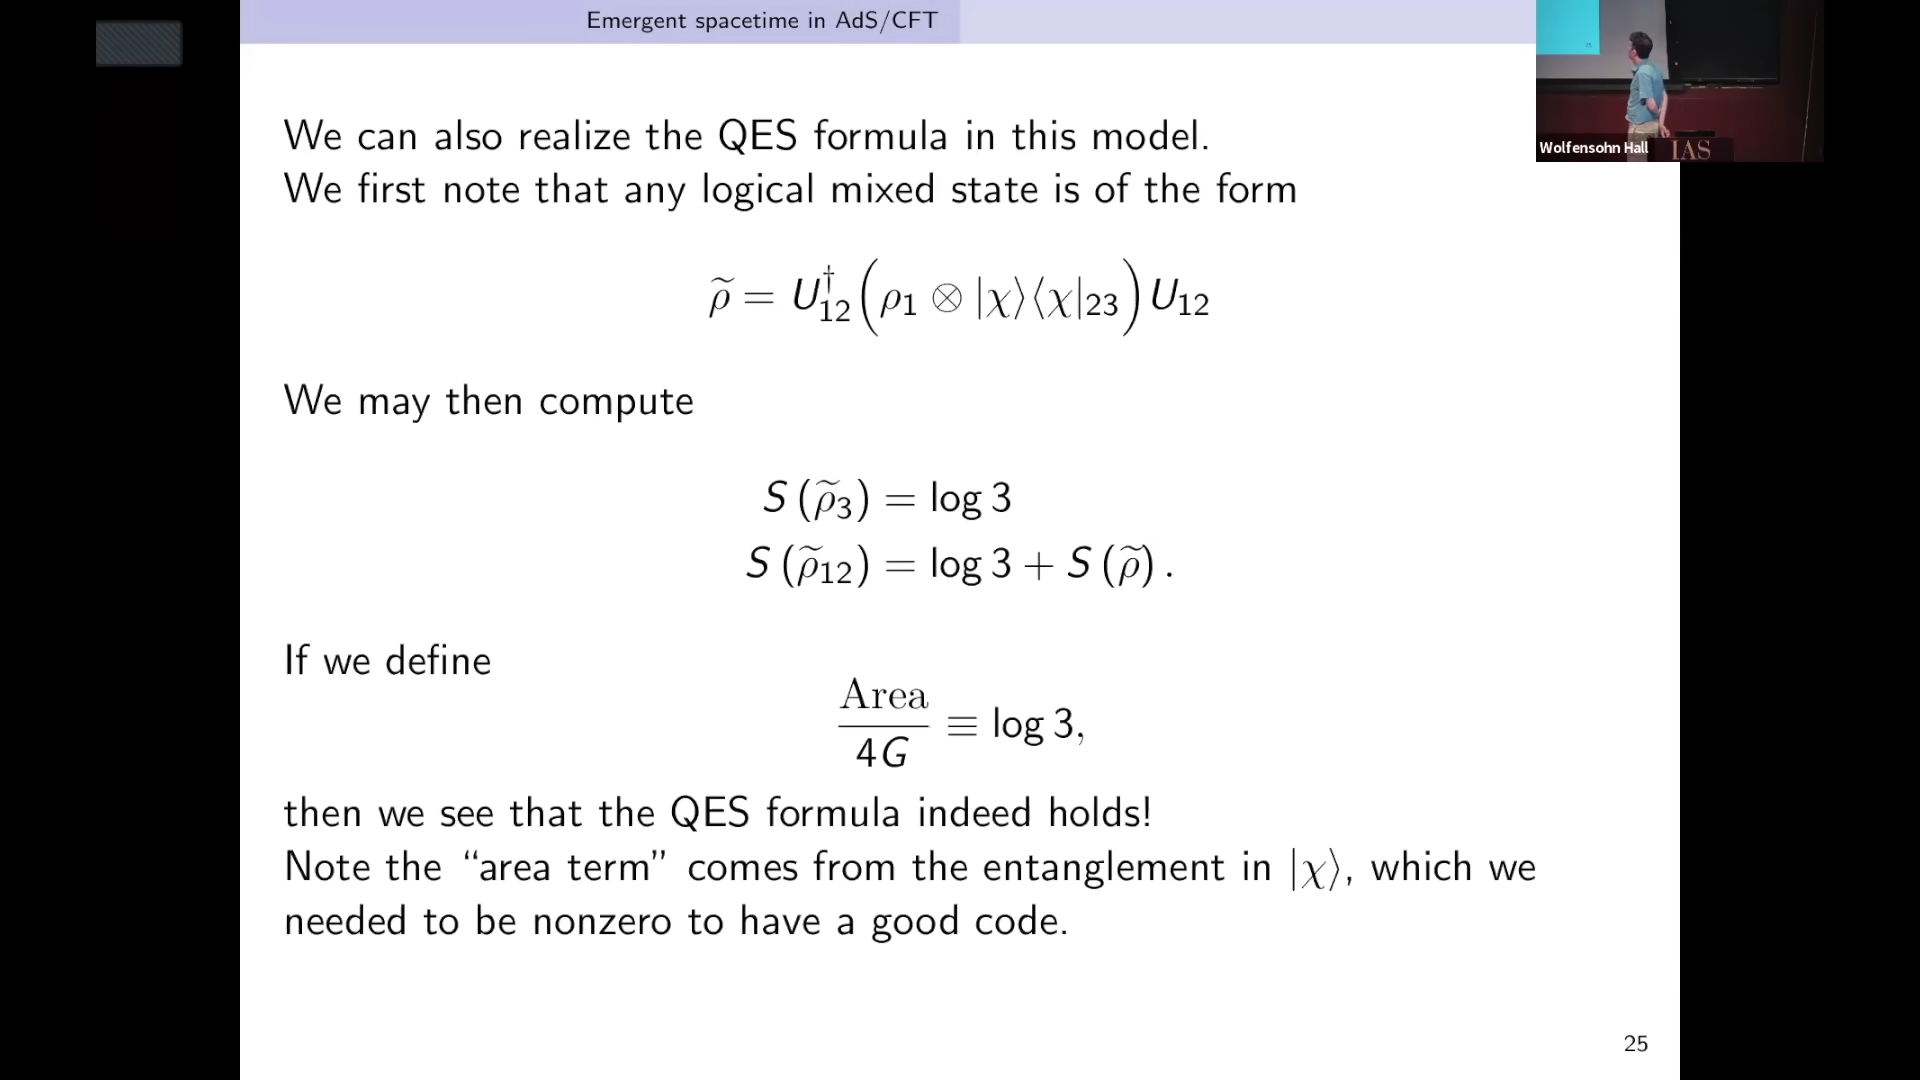 Emergent spacetime in AdS/CFT
Wolfensohn Hall
IAS
We can also realize the QES formula in this model.
We first note that any logical mixed state is of the form
ρ̃ = U†₁₂(ρ₁ ⊗ |χ⟩⟨χ|₂₃)U₁₂
We may then compute
S(ρ̃₃) = log 3
S(ρ̃₁₂) = log 3 + S(ρ̃).
If we define
Area/4G ≡ log 3,
then we see that the QES formula indeed holds!
Note the “area term” comes from the entanglement in |χ⟩, which we
needed to be nonzero to have a good code.
25